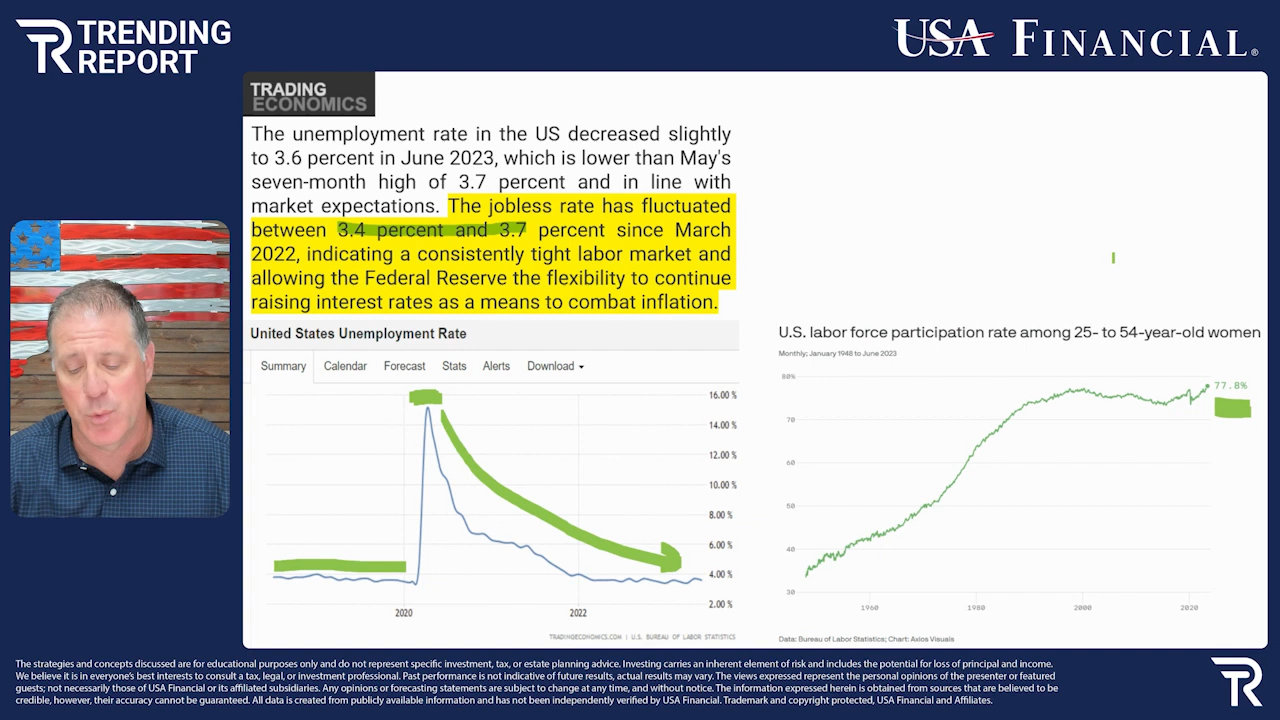 TRENDING
REPORT
USA FINANCIAL®
TRADING
ECONOMICS
The unemployment rate in the US decreased slightly
to 3.6 percent in June 2023, which is lower than May's
seven-month high of 3.7 percent and in line with
market expectations. The jobless rate has fluctuated
between 3.4 percent and 3.7 percent since March
2022, indicating a consistently tight labor market and
allowing the Federal Reserve the flexibility to continue
raising interest rates as a means to combat inflation.
United States Unemployment Rate
Summary Calendar Forecast Stats Alerts Download
16.00 %
14.00 %
12.00 %
10.00 %
8.00 %
6.00 %
4.00 %
2.00 %
2020 2022
TRADINGECONOMICS.COM | U.S. BUREAU OF LABOR STATISTICS
U.S. labor force participation rate among 25- to 54-year-old women
Monthly; January 1948 to June 2023
80%
77.8%
70
60
50
40
30
1960 1980 2000 2020
Data: Bureau of Labor Statistics; Chart: Axios Visuals
The strategies and concepts discussed are for educational purposes only and do not represent specific investment, tax, or estate planning advice. Investing carries an inherent element of risk and includes the potential for loss of principal and income.
We believe it is in everyone's best interests to consult a tax, legal, or investment professional. Past performance is not indicative of future results, actual results may vary. The views expressed represent the personal opinions of the presenter or featured
guests; not necessarily those of USA Financial or its affiliated subsidiaries. Any opinions or forecasting statements are subject to change at any time, and without notice. The information expressed herein is obtained from sources that are believed to be
credible, however, their accuracy cannot be guaranteed. All data is created from publicly available information and has not been independently verified by USA Financial. Trademark and copyright protected, USA Financial and Affiliates.